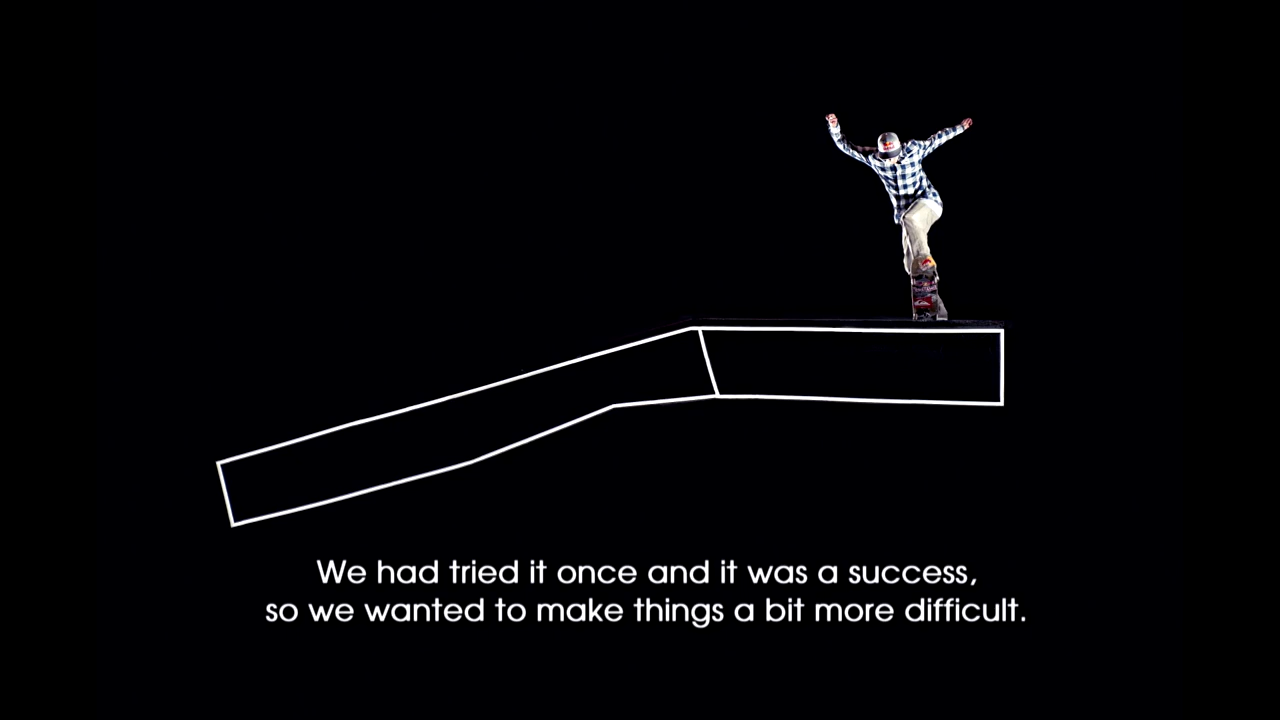 We had tried it once and it was a success,
so we wanted to make things a bit more difficult.